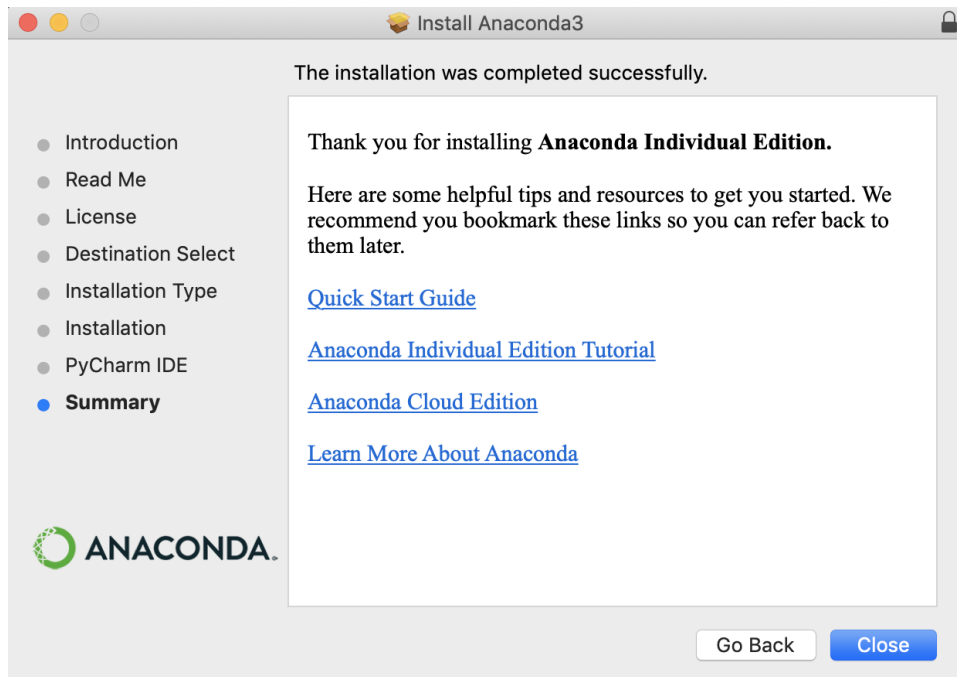 Install Anaconda3
The installation was completed successfully.
Introduction
Read Me
License
Destination Select
Installation Type
Installation
PyCharm IDE
Summary
Thank you for installing Anaconda Individual Edition.
Here are some helpful tips and resources to get you started. We
recommend you bookmark these links so you can refer back to
them later.
Quick Start Guide
Anaconda Individual Edition Tutorial
Anaconda Cloud Edition
Learn More About Anaconda
ANACONDA.
Go Back
Close